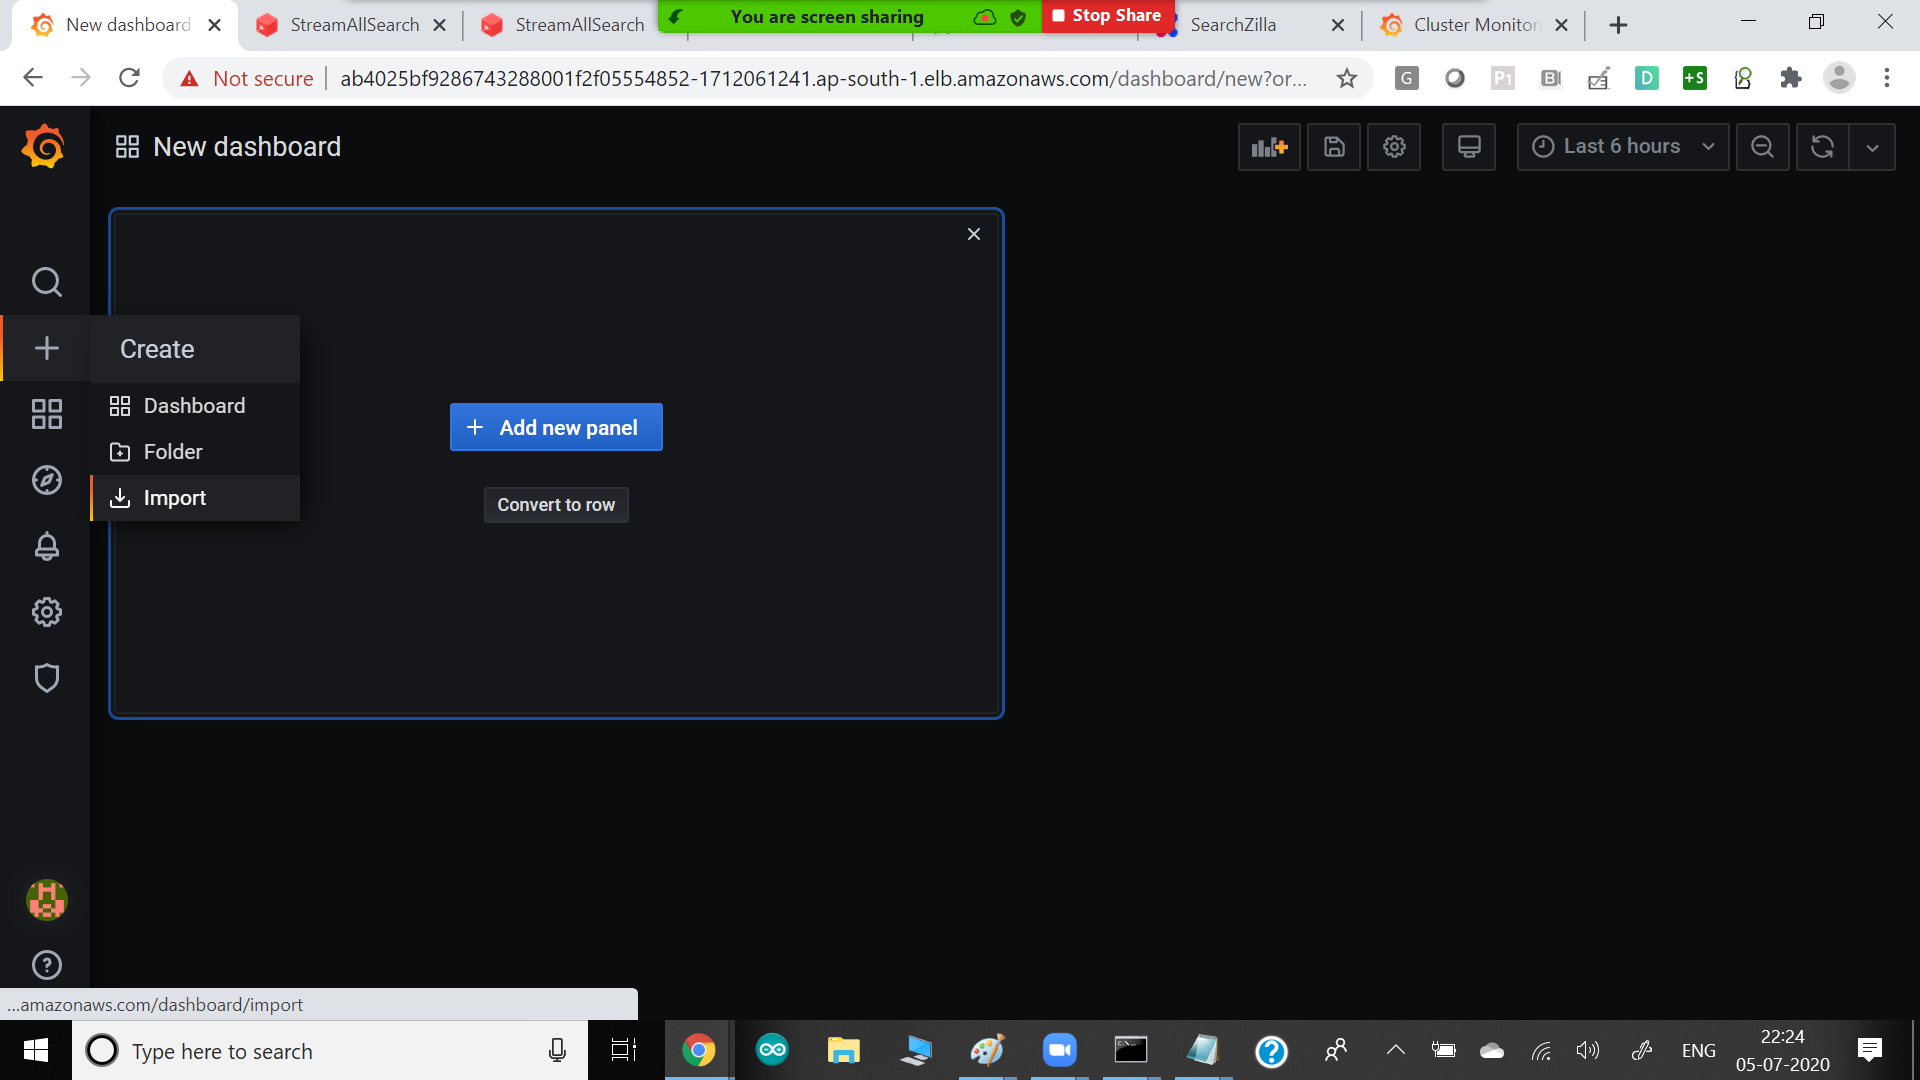 New dashboard
StreamAllSearch
StreamAllSearch
You are screen sharing
Stop Share
SearchZilla
Cluster Monitori
Not secure
ab4025bf9286743288001f2f05554852-1712061241.ap-south-1.elb.amazonaws.com/dashboard/new?or...
G
P1
B!
D
+S
New dashboard
Last 6 hours
Create
Dashboard
Folder
Import
Add new panel
Convert to row
...amazonaws.com/dashboard/import
Type here to search
ENG
22:24
05-07-2020